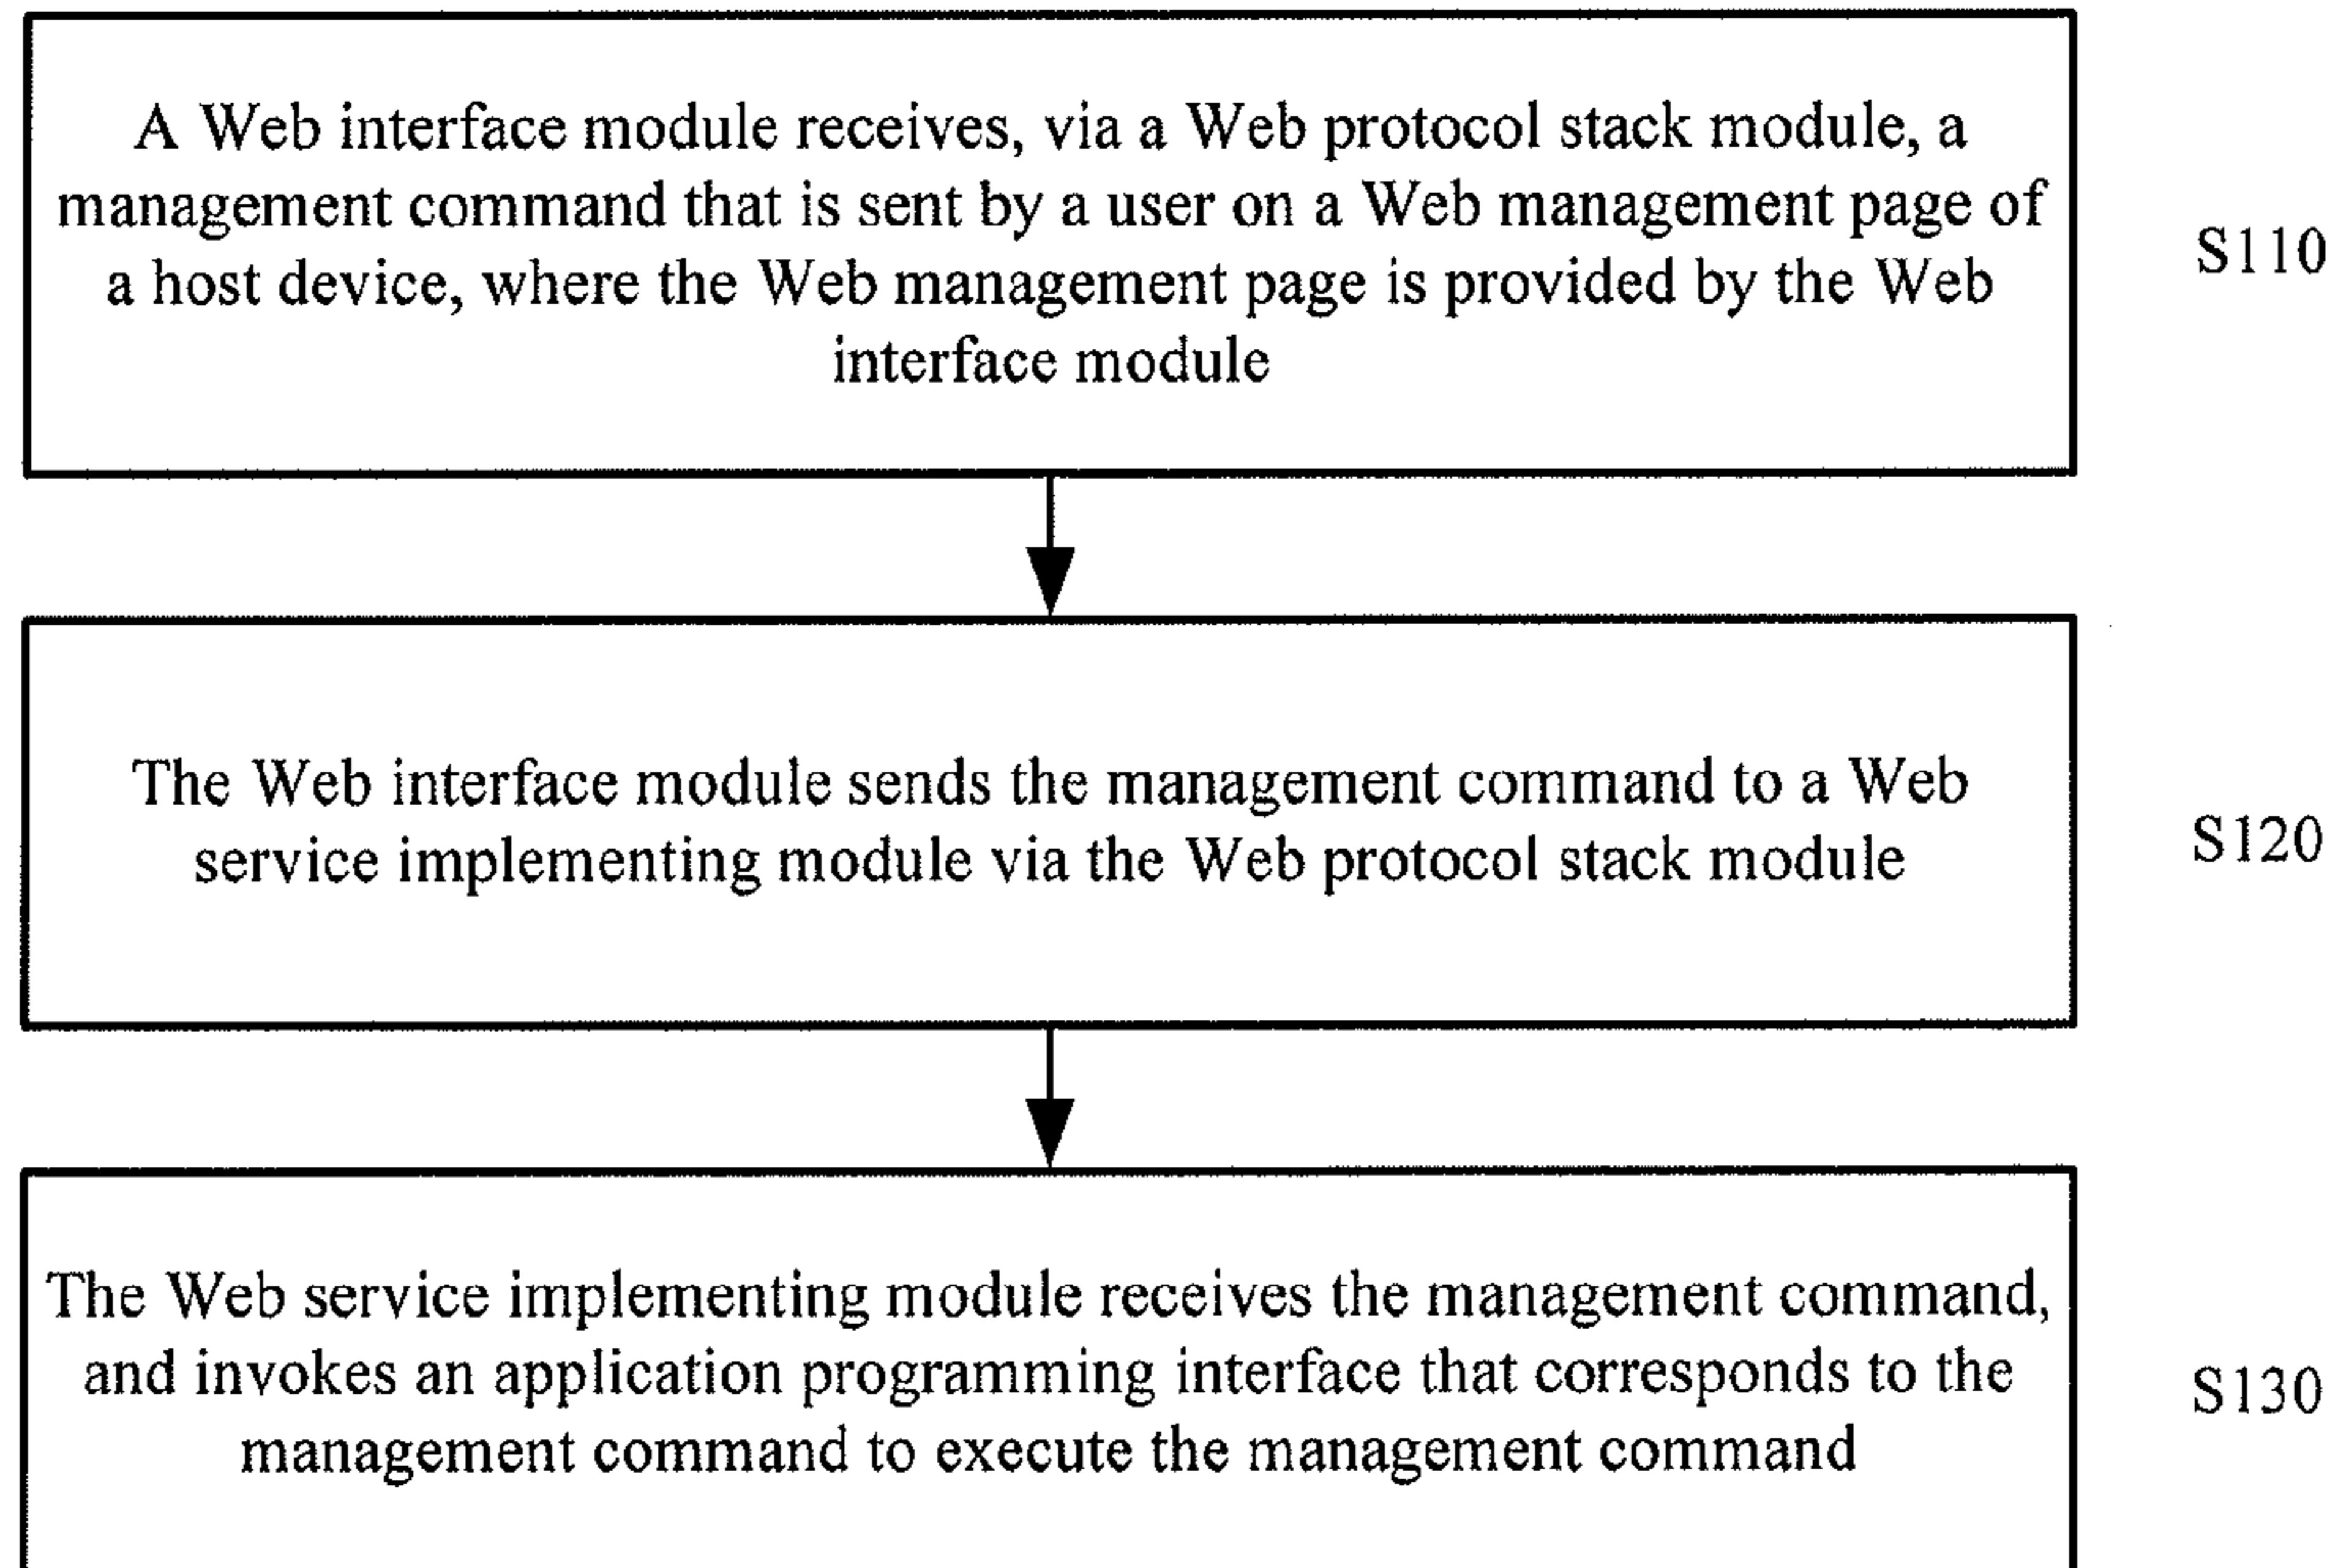 A Web interface module receives, via a Web protocol stack module, a
management command that is sent by a user on a Web management page of
a host device, where the Web management page is provided by the Web
interface module
S110
The Web interface module sends the management command to a Web
service implementing module via the Web protocol stack module
S120
The Web service implementing module receives the management command,
and invokes an application programming interface that corresponds to the
management command to execute the management command
S130